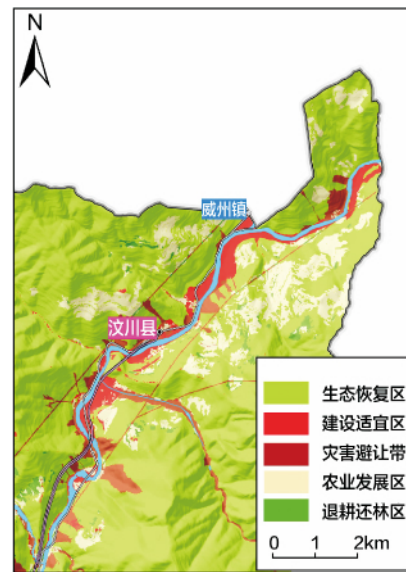 N
威州镇
汶川县
生态恢复区
建设适宜区
灾害避让带
农业发展区
退耕还林区
0 1 2km